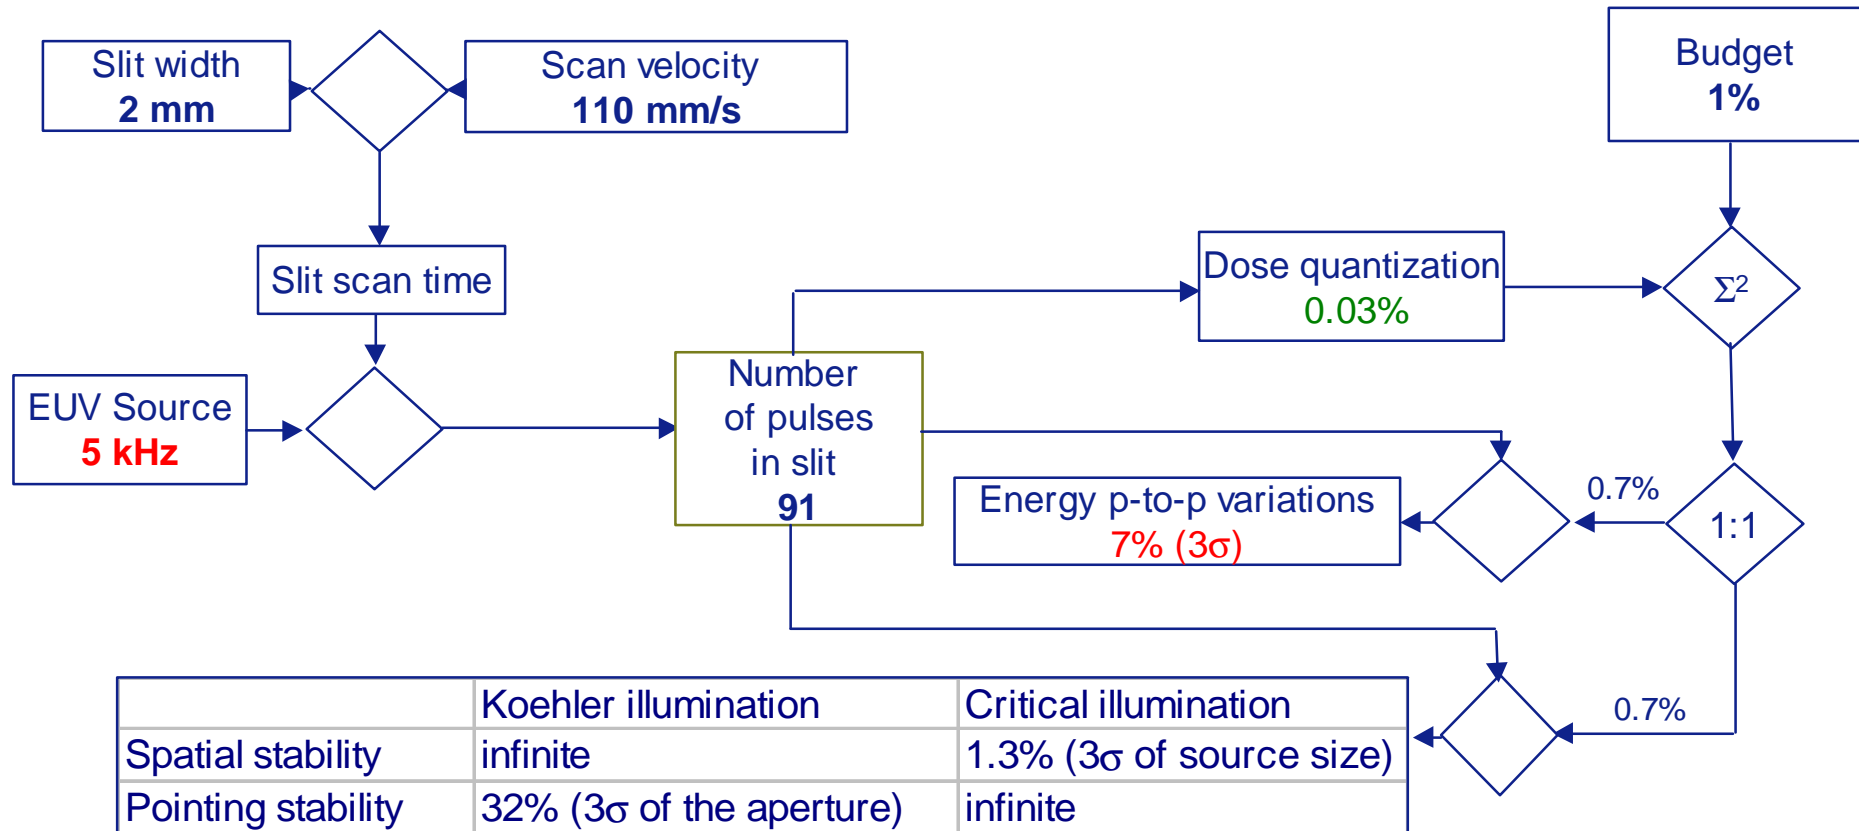 Slit width
2 mm
Scan velocity
110 mm/s
Budget
1%
Slit scan time
Dose quantization
0.03%
Σ2
EUV Source
5 kHz
Number
of pulses
in slit
91
Energy p-to-p variations
7% (3σ)
0.7%
1:1
0.7%
Koehler illumination Critical illumination
Spatial stability infinite 1.3% (3σ of source size)
Pointing stability 32% (3σ of the aperture) infinite